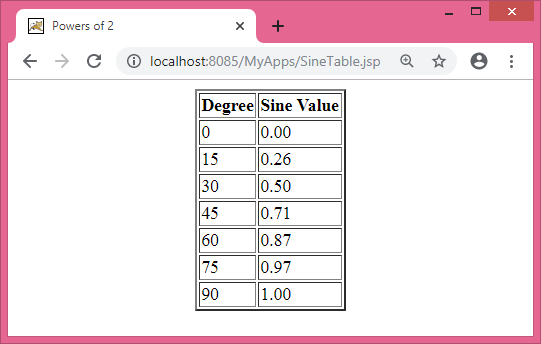 Powers of 2
localhost:8085/MyApps/SineTable.jsp
Degree Sine Value
0 0.00
15 0.26
30 0.50
45 0.71
60 0.87
75 0.97
90 1.00